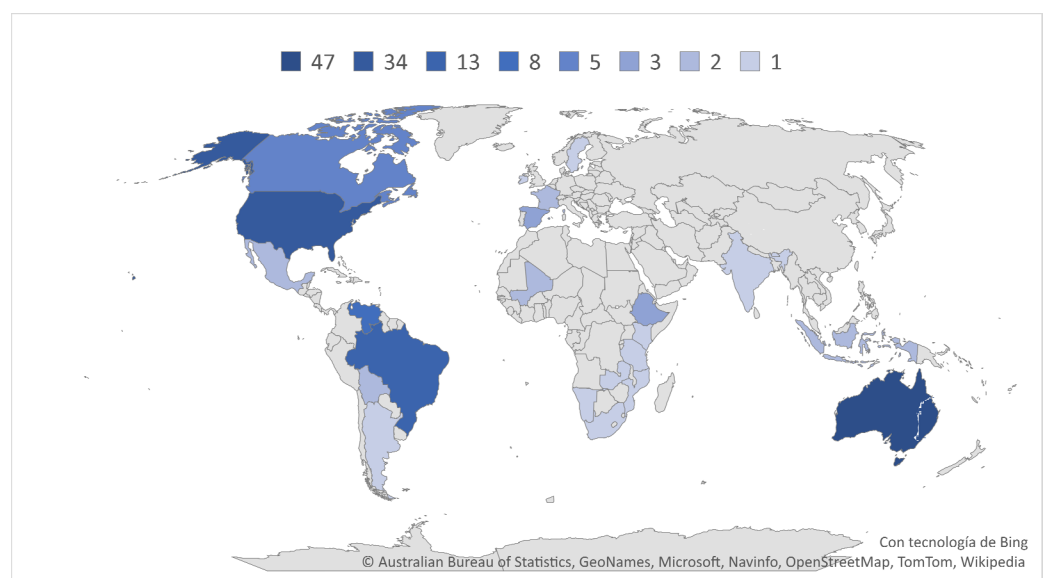 47 34 13 8 5 3 2 1
Con tecnología de Bing
© Australian Bureau of Statistics, GeoNames, Microsoft, Navinfo, OpenStreetMap, TomTom, Wikipedia